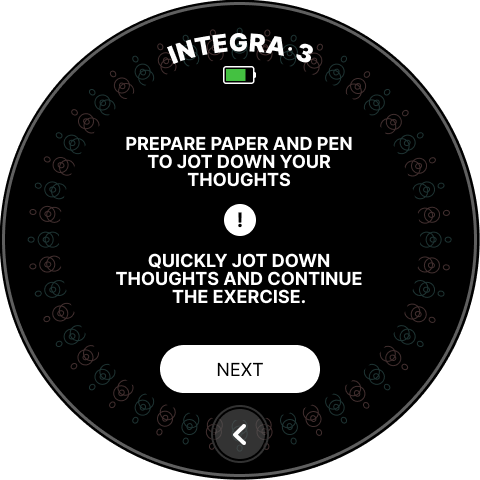 INTEGRA·3
PREPARE PAPER AND PEN
TO JOT DOWN YOUR
THOUGHTS
!
QUICKLY JOT DOWN
THOUGHTS AND CONTINUE
THE EXERCISE.
NEXT